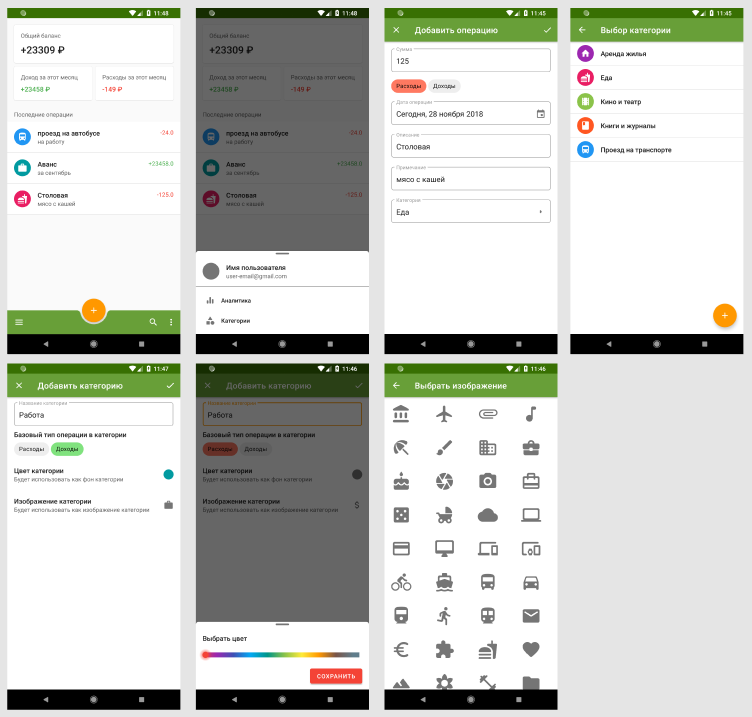 11:48
Общий баланс
+23309 ₽
Доход за этот месяц
+23458 ₽
Расходы за этот месяц
-149 ₽
Последние операции
проезд на автобусе
на работу
-24.0
Аванс
за сентябрь
+23458.0
Столовая
мясо с кашей
-125.0
11:48
Общий баланс
+23309 ₽
Доход за этот месяц
+23458 ₽
Расходы за этот месяц
-149 ₽
Последние операции
проезд на автобусе
на работу
Аванс
за сентябрь
+23458.0
Столовая
мясо с кашей
-125.0
Имя пользователя
user-email@gmail.com
Аналитика
Категории
11:45
Добавить операцию
Сумма
125
Расходы
Доходы
Дата операции
Сегодня, 28 ноября 2018
Описание
Столовая
Примечание
мясо с кашей
Категория
Еда
11:45
Выбор категории
Аренда жилья
Еда
Кино и театр
Книги и журналы
Проезд на транспорте
11:47
Добавить категорию
Название категории
Работа
Базовый тип операции в категории
Расходы
Доходы
Цвет категории
Будет использовать как фон категории
Изображение категории
Будет использовать как изображение категории
11:46
Добавить категорию
Название категории
Работа
Базовый тип операции в категории
Расходы
Доходы
Цвет категории
Будет использовать как фон категории
Изображение категории
Будет использовать как изображение категории
Выбрать цвет
СОХРАНИТЬ
11:46
Выбрать изображение